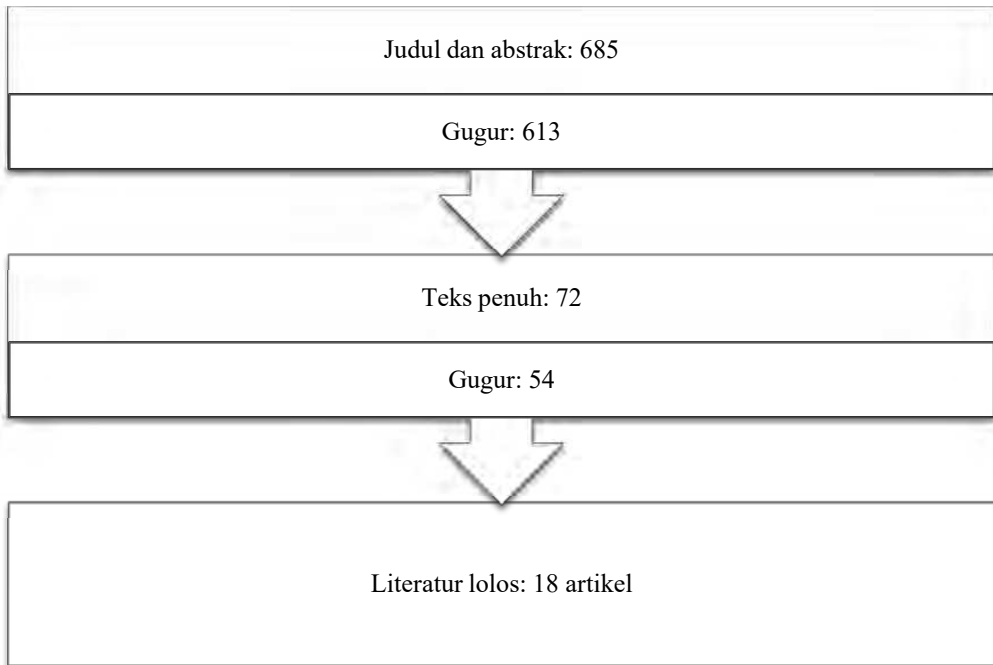 Judul dan abstrak: 685
Gugur: 613
Teks penuh: 72
Gugur: 54
Literatur lolos: 18 artikel